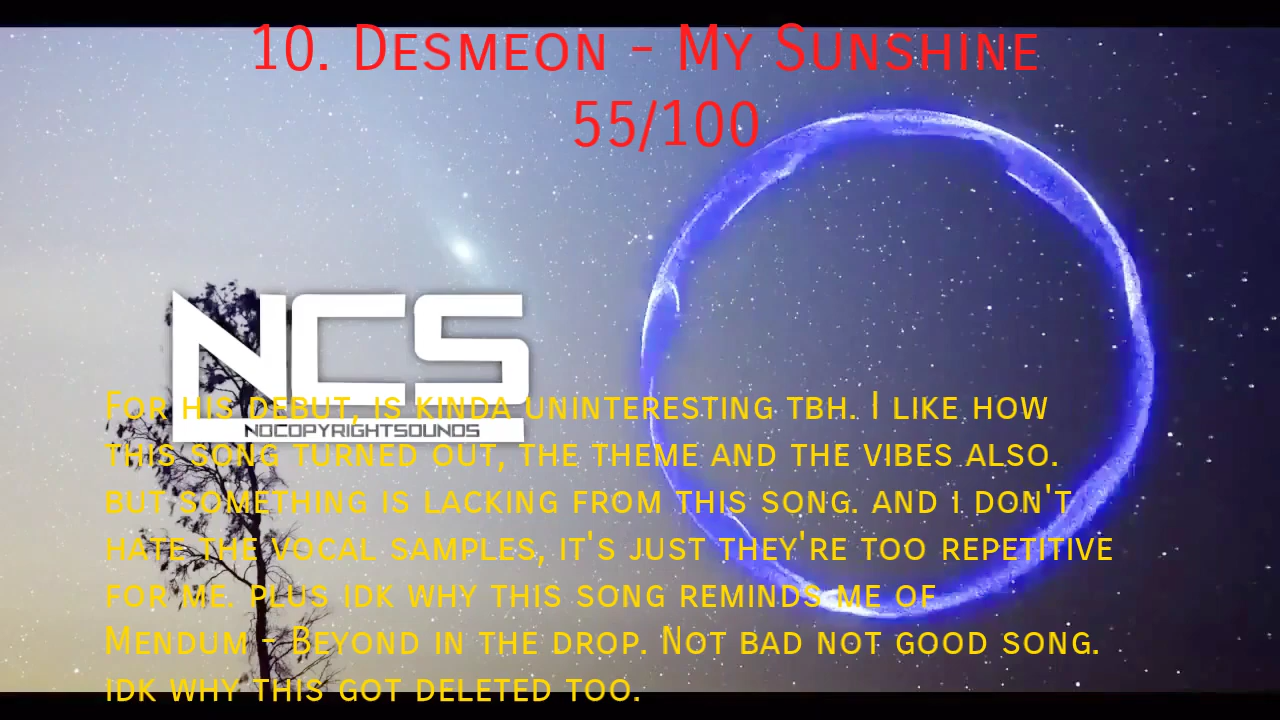 10. Desmeon - My Sunshine
55/100
NCS
For his debut, is kinda uninteresting tbh. I like how
NOCOPYRIGHTSOUNDS
this song turned out, the theme and the vibes also.
but something is lacking from this song. and i don't
hate the vocal samples, it's just they're too repetitive
for me. plus idk why this song reminds me of
Mendum - Beyond in the drop. Not bad not good song.
idk why this got deleted too.